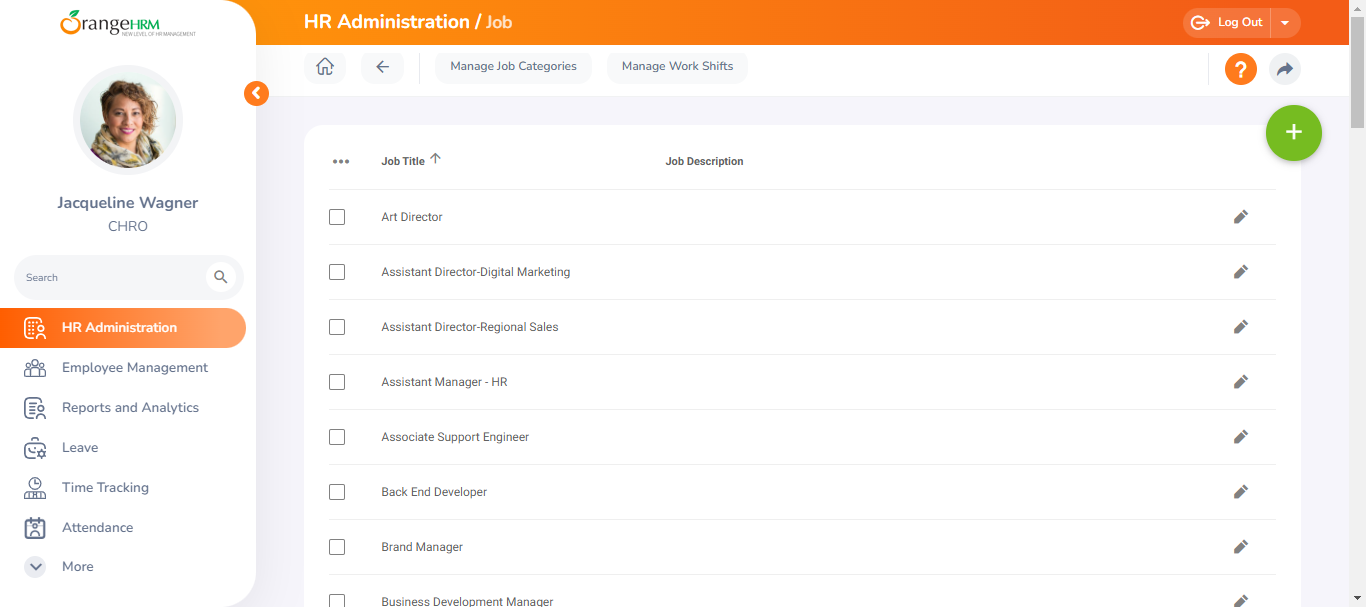 OrangeHRM
NEW LEVEL OF HR MANAGEMENT
HR Administration / Job
Log Out
Manage Job Categories
Manage Work Shifts
?
Jacqueline Wagner
CHRO
Search
HR Administration
Employee Management
Reports and Analytics
Leave
Time Tracking
Attendance
More
Job Title
Job Description
Art Director
Assistant Director-Digital Marketing
Assistant Director-Regional Sales
Assistant Manager - HR
Associate Support Engineer
Back End Developer
Brand Manager
Business Development Manager